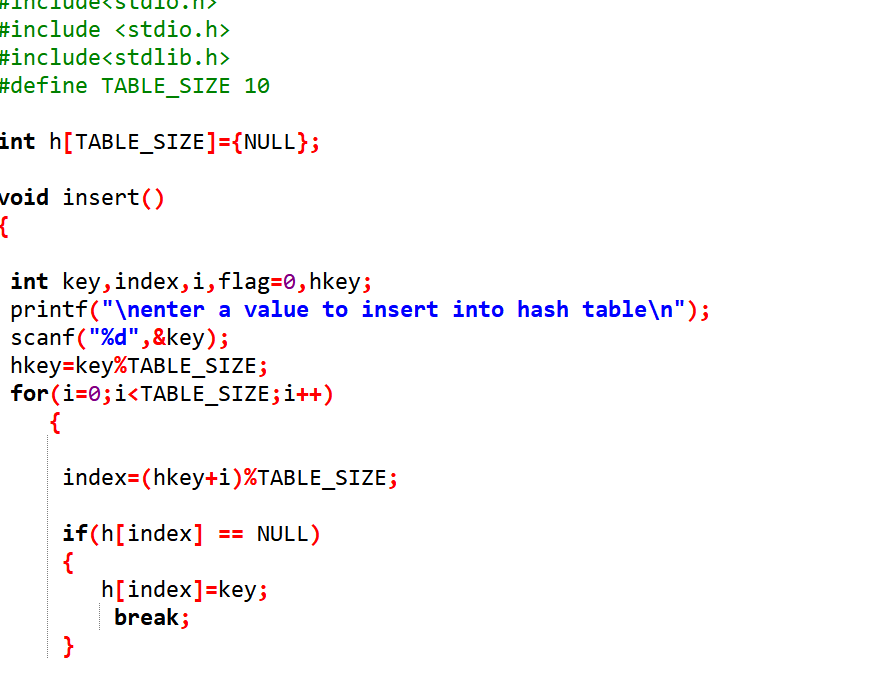 #include<stdio.h>
#include <stdio.h>
#include<stdlib.h>
#define TABLE_SIZE 10
int h[TABLE_SIZE]={NULL};
void insert()
{
int key,index,i,flag=0,hkey;
printf("\nenter a value to insert into hash table\n");
scanf("%d",&key);
hkey=key%TABLE_SIZE;
for(i=0;i<TABLE_SIZE;i++)
{
index=(hkey+i)%TABLE_SIZE;
if(h[index] == NULL)
{
h[index]=key;
break;
}